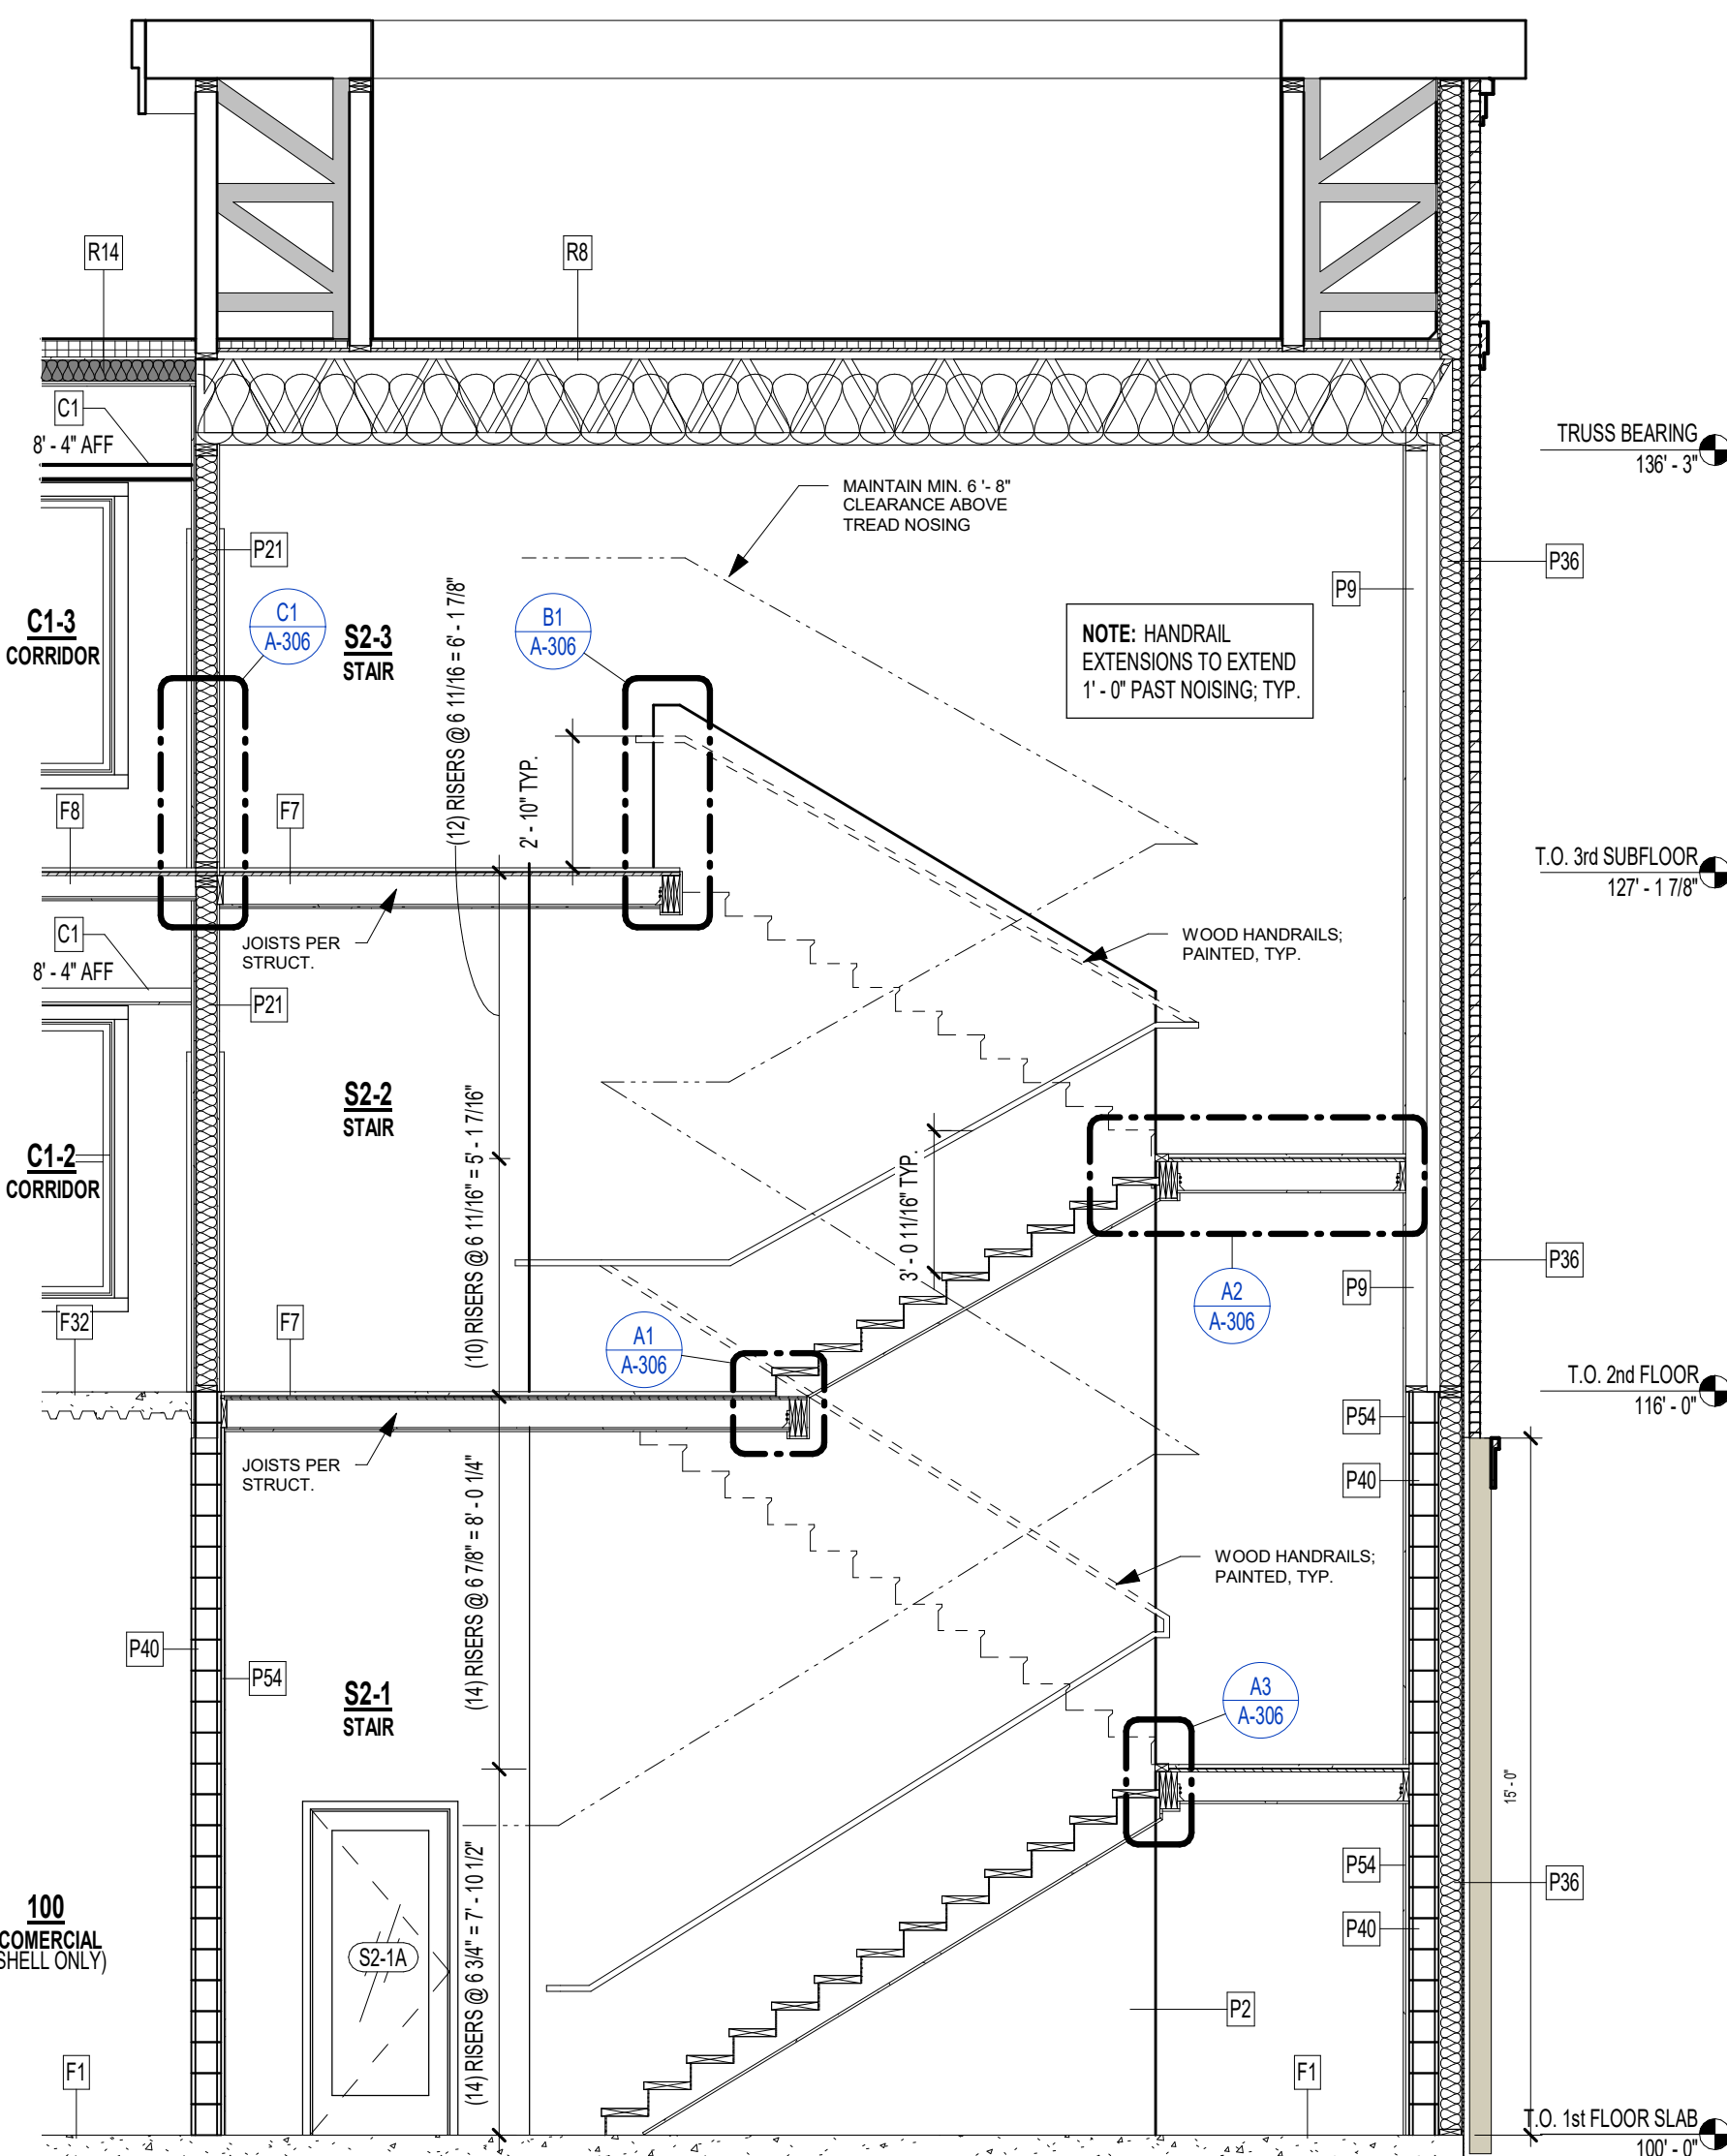 R14
R8
C1
8' - 4" AFF
TRUSS BEARING
136' - 3"
MAINTAIN MIN. 6 '- 8"
CLEARANCE ABOVE
TREAD NOSING
P21
P36
P9
C1
A-306
B1
A-306
C1-3
CORRIDOR
S2-3
STAIR
(12) RISERS @ 6 11/16 = 6' - 1 7/8"
NOTE: HANDRAIL
EXTENSIONS TO EXTEND
1' - 0" PAST NOISING; TYP.
2' - 10" TYP.
F8
F7
T.O. 3rd SUBFLOOR
127' - 1 7/8"
C1
8' - 4" AFF
JOISTS PER
STRUCT.
WOOD HANDRAILS;
PAINTED, TYP.
P21
S2-2
STAIR
C1-2
CORRIDOR
(10) RISERS @ 6 11/16" = 5' - 1 7/16"
3' - 0 11/16" TYP.
P36
P9
A2
A-306
F32
F7
A1
A-306
T.O. 2nd FLOOR
116' - 0"
P54
P40
JOISTS PER
STRUCT.
(14) RISERS @ 6 7/8" = 8' - 0 1/4"
WOOD HANDRAILS;
PAINTED, TYP.
P40
P54
S2-1
STAIR
A3
A-306
15' - 0"
(14) RISERS @ 6 3/4" = 7' - 10 1/2"
P54
P36
P40
100
COMERCIAL
SHELL ONLY)
S2-1A
P2
F1
F1
T.O. 1st FLOOR SLAB
100' - 0"